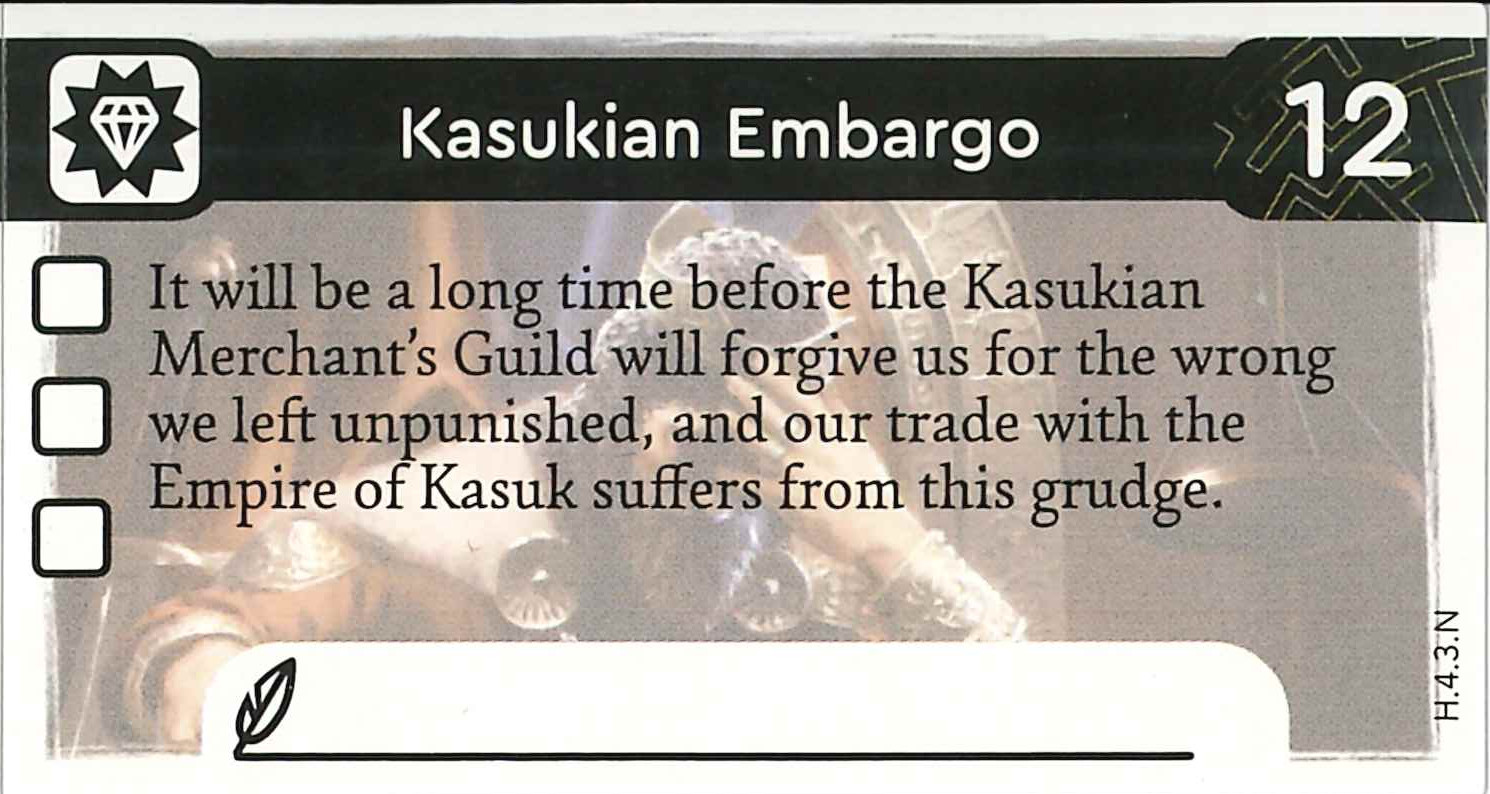 Kasukian Embargo
12
It will be a long time before the Kasukian
Merchant's Guild will forgive us for the wrong
we left unpunished, and our trade with the
Empire of Kasuk suffers from this grudge.
H.4.3.N